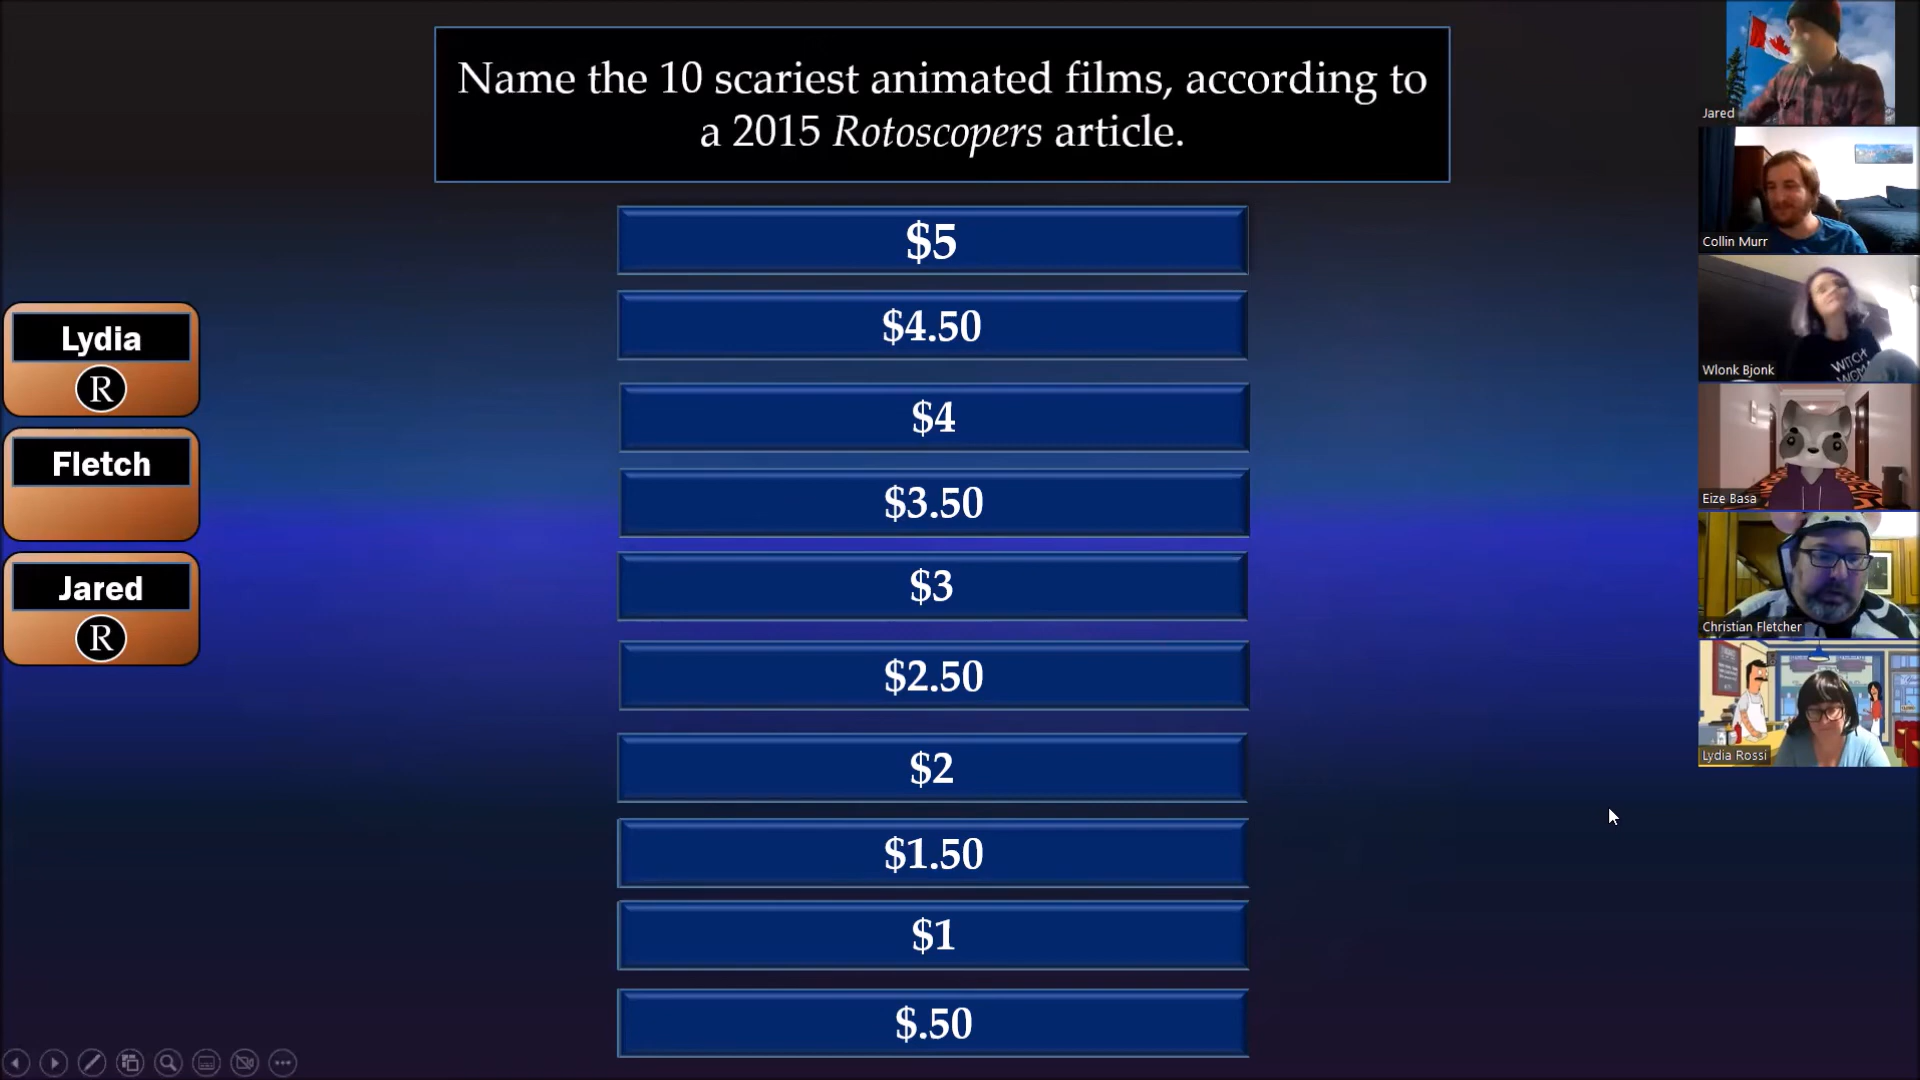 Name the 10 scariest animated films, according to
a 2015 Rotoscopers article.
$5
$4.50
$4
$3.50
$3
$2.50
$2
$1.50
$1
$.50
Lydia
R
Fletch
Jared
R
Jared
Collin Murr
WITCH
Wlonk Bjonk
Eize Basa
Christian Fletcher
Lydia Rossi